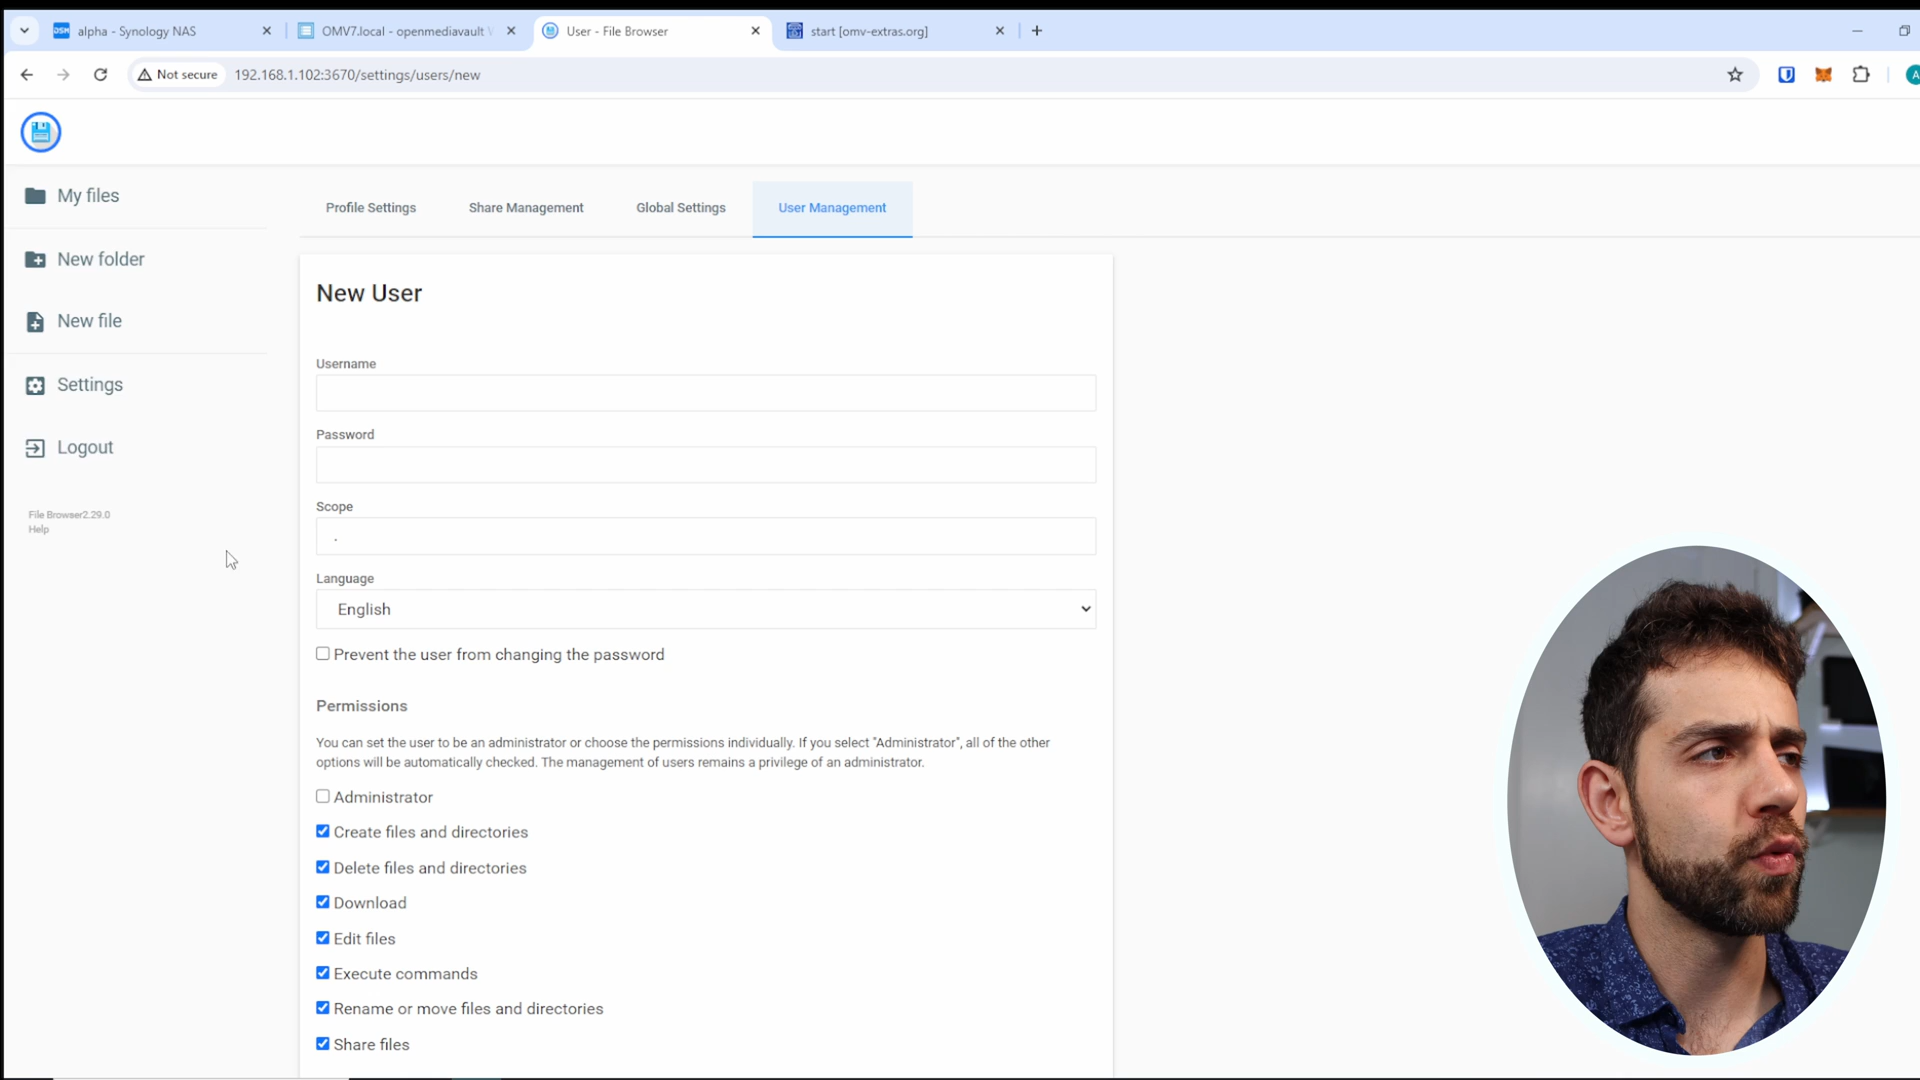 DSM alpha - Synology NAS
OMV7.local - openmediavault
User - File Browser
start [omv-extras.org]
Not secure 192.168.1.102:3670/settings/users/new
A
My files
New folder
New file
Settings
Logout
File Browser2.29.0
Help
Profile Settings
Share Management
Global Settings
User Management
New User
Username
Password
Scope
.
Language
English
Prevent the user from changing the password
Permissions
You can set the user to be an administrator or choose the permissions individually. If you select "Administrator", all of the other
options will be automatically checked. The management of users remains a privilege of an administrator.
Administrator
Create files and directories
Delete files and directories
Download
Edit files
Execute commands
Rename or move files and directories
Share files